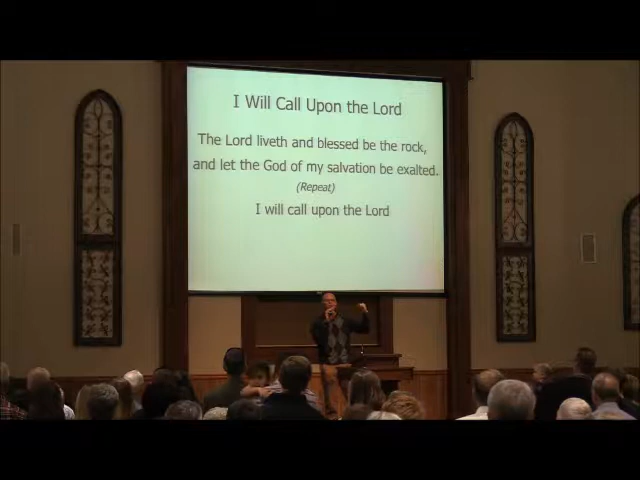 I Will Call Upon the Lord
The Lord liveth and blessed be the rock,
and let the God of my salvation be exalted.
(Repeat)
I will call upon the Lord